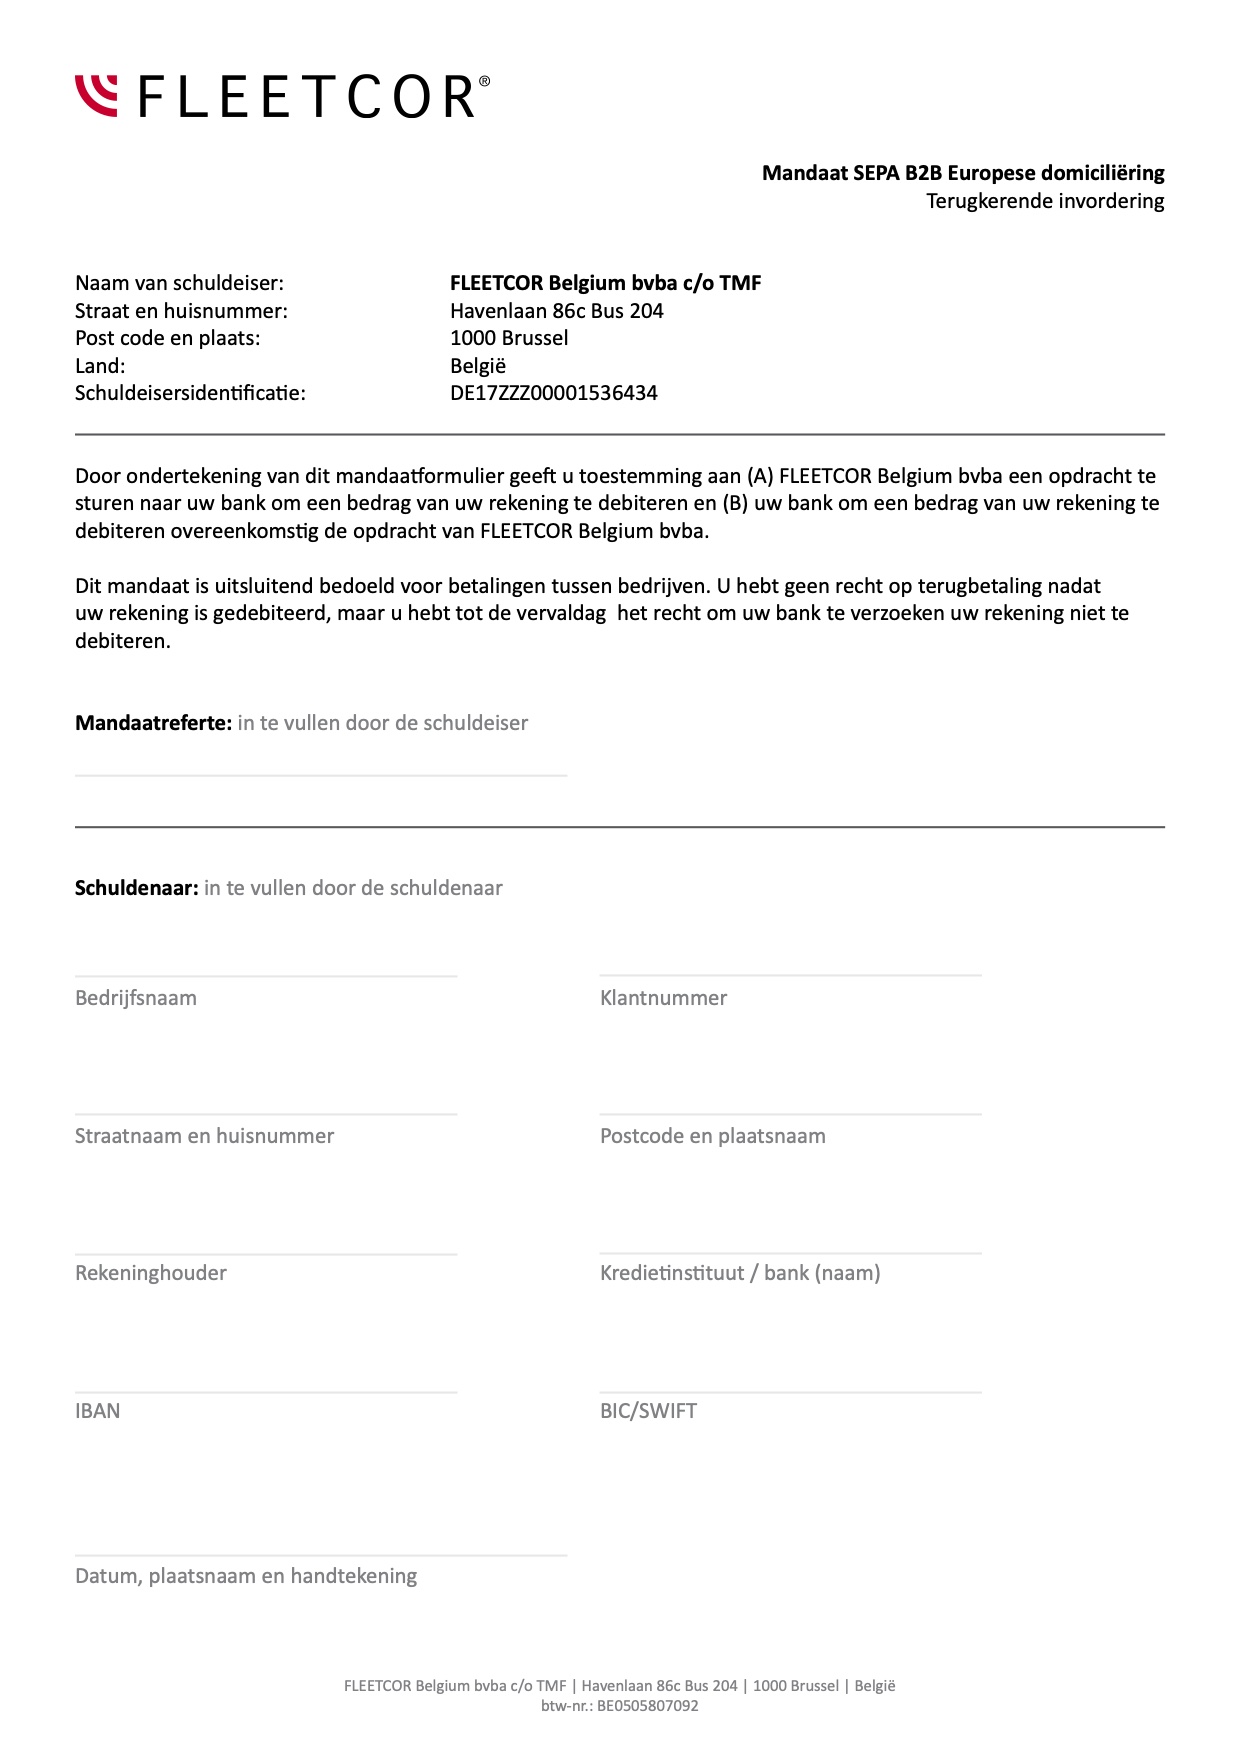 FLEETCOR®
Mandaat SEPA B2B Europese domiciliëring
Terugkerende invordering
Naam van schuldeiser: FLEETCOR Belgium bvba c/o TMF
Straat en huisnummer: Havenlaan 86c Bus 204
Post code en plaats: 1000 Brussel
Land: België
Schuldeisersidentificatie: DE17ZZZ00001536434
Door ondertekening van dit mandaatformulier geeft u toestemming aan (A) FLEETCOR Belgium bvba een opdracht te
sturen naar uw bank om een bedrag van uw rekening te debiteren en (B) uw bank om een bedrag van uw rekening te
debiteren overeenkomstig de opdracht van FLEETCOR Belgium bvba.
Dit mandaat is uitsluitend bedoeld voor betalingen tussen bedrijven. U hebt geen recht op terugbetaling nadat
uw rekening is gedebiteerd, maar u hebt tot de vervaldag  het recht om uw bank te verzoeken uw rekening niet te
debiteren.
Mandaatreferte: in te vullen door de schuldeiser
Schuldenaar: in te vullen door de schuldenaar
Bedrijfsnaam Klantnummer
Straatnaam en huisnummer Postcode en plaatsnaam
Rekeninghouder Kredietinstituut / bank (naam)
IBAN BIC/SWIFT
Datum, plaatsnaam en handtekening
FLEETCOR Belgium bvba c/o TMF | Havenlaan 86c Bus 204 | 1000 Brussel | België
btw-nr.: BE0505807092